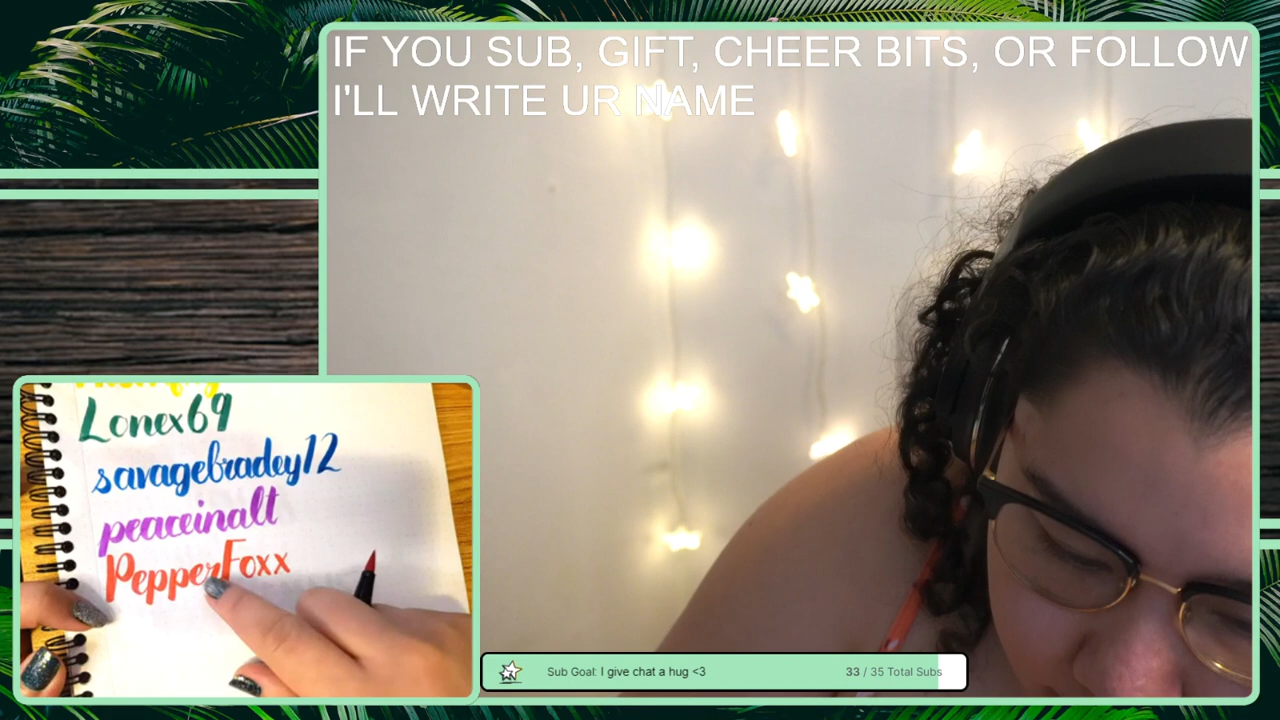 IF YOU SUB, GIFT, CHEER BITS, OR FOLLOW
I'LL WRITE UR NAME
Lonex69
savagebradey12
peaceinalt
PepperFoxx
Sub Goal: I give chat a hug <3 33 / 35 Total Subs